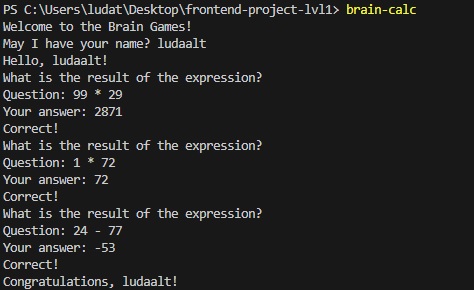 PS C:\Users\ludat\Desktop\frontend-project-lvl1> brain-calc
Welcome to the Brain Games!
May I have your name? ludaalt
Hello, ludaalt!
What is the result of the expression?
Question: 99 * 29
Your answer: 2871
Correct!
What is the result of the expression?
Question: 1 * 72
Your answer: 72
Correct!
What is the result of the expression?
Question: 24 - 77
Your answer: -53
Correct!
Congratulations, ludaalt!